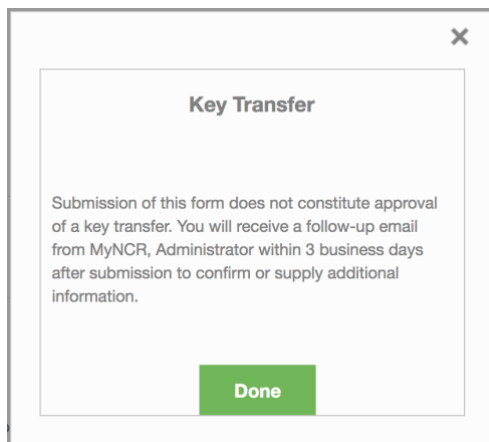 Key Transfer
Submission of this form does not constitute approval
of a key transfer. You will receive a follow-up email
from MyNCR, Administrator within 3 business days
after submission to confirm or supply additional
information.
Done